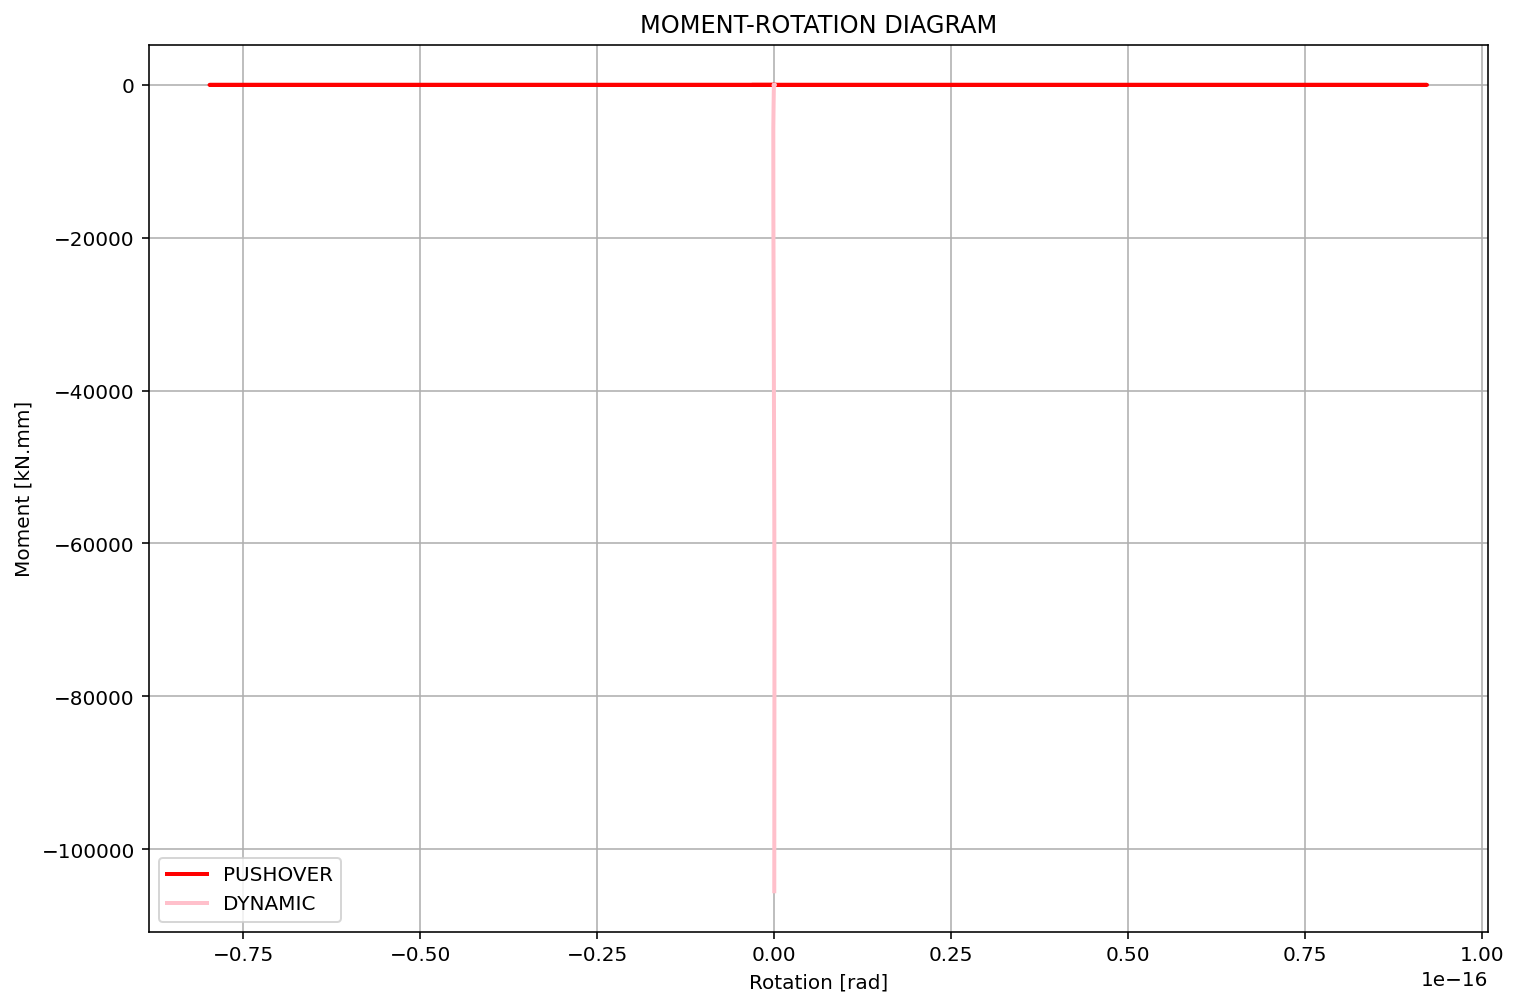 MOMENT-ROTATION DIAGRAM
0
−20000
−40000
−60000
−80000
−100000
Moment [kN.mm]
PUSHOVER
DYNAMIC
−0.75 −0.50 −0.25 0.00 0.25 0.50 0.75 1.00
1e−16
Rotation [rad]